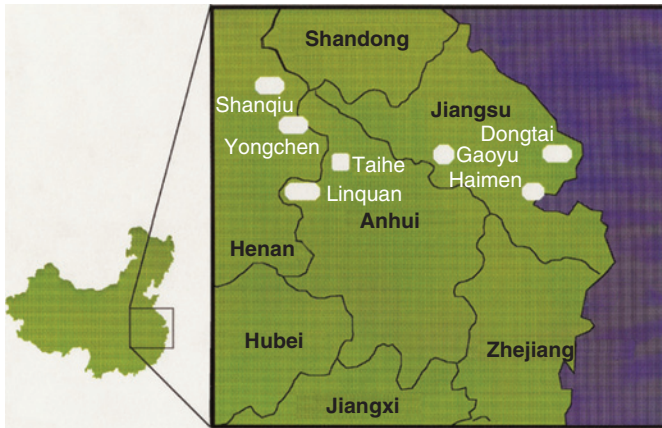 Shandong
Shanqiu
Jiangsu
Yongchen
Dongtai
Taihe
Gaoyu
Haimen
Linquan
Anhui
Henan
Hubei
Zhejiang
Jiangxi